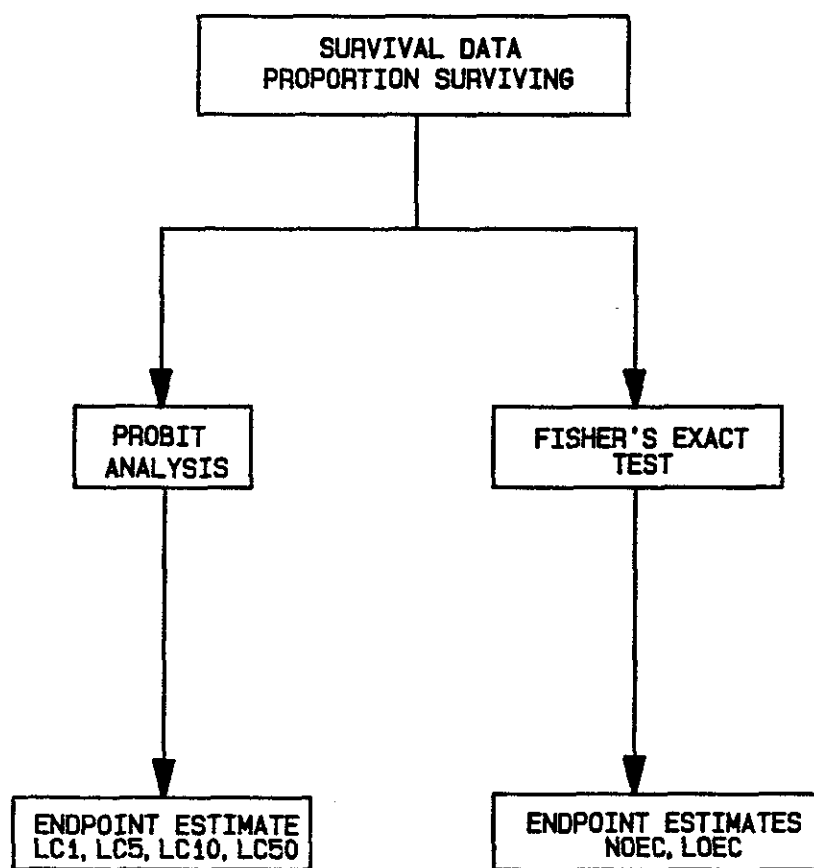 SURVIVAL DATA
PROPORTION SURVIVING
PROBIT
ANALYSIS
FISHER'S EXACT
TEST
ENDPOINT ESTIMATE
LC1, LC5, LC10, LC50
ENDPOINT ESTIMATES
NOEC, LOEC